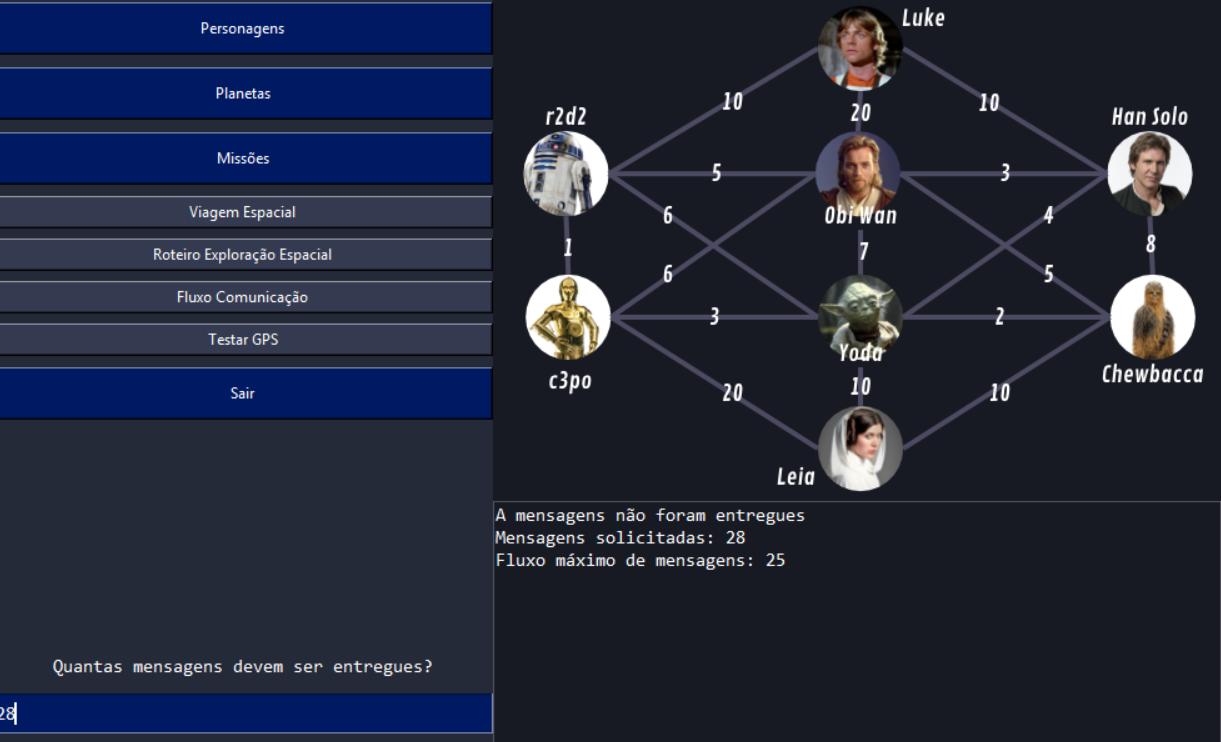 Personagens
Planetas
Missões
Viagem Espacial
Roteiro Exploração Espacial
Fluxo Comunicação
Testar GPS
Sair
Quantas mensagens devem ser entregues?
28
Luke
10
20
10
r2d2
Han Solo
5
3
6
Obi Wan
4
1
7
8
6
5
3
2
Yoda
c3po
Chewbacca
20
10
10
Leia
A mensagens não foram entregues
Mensagens solicitadas: 28
Fluxo máximo de mensagens: 25